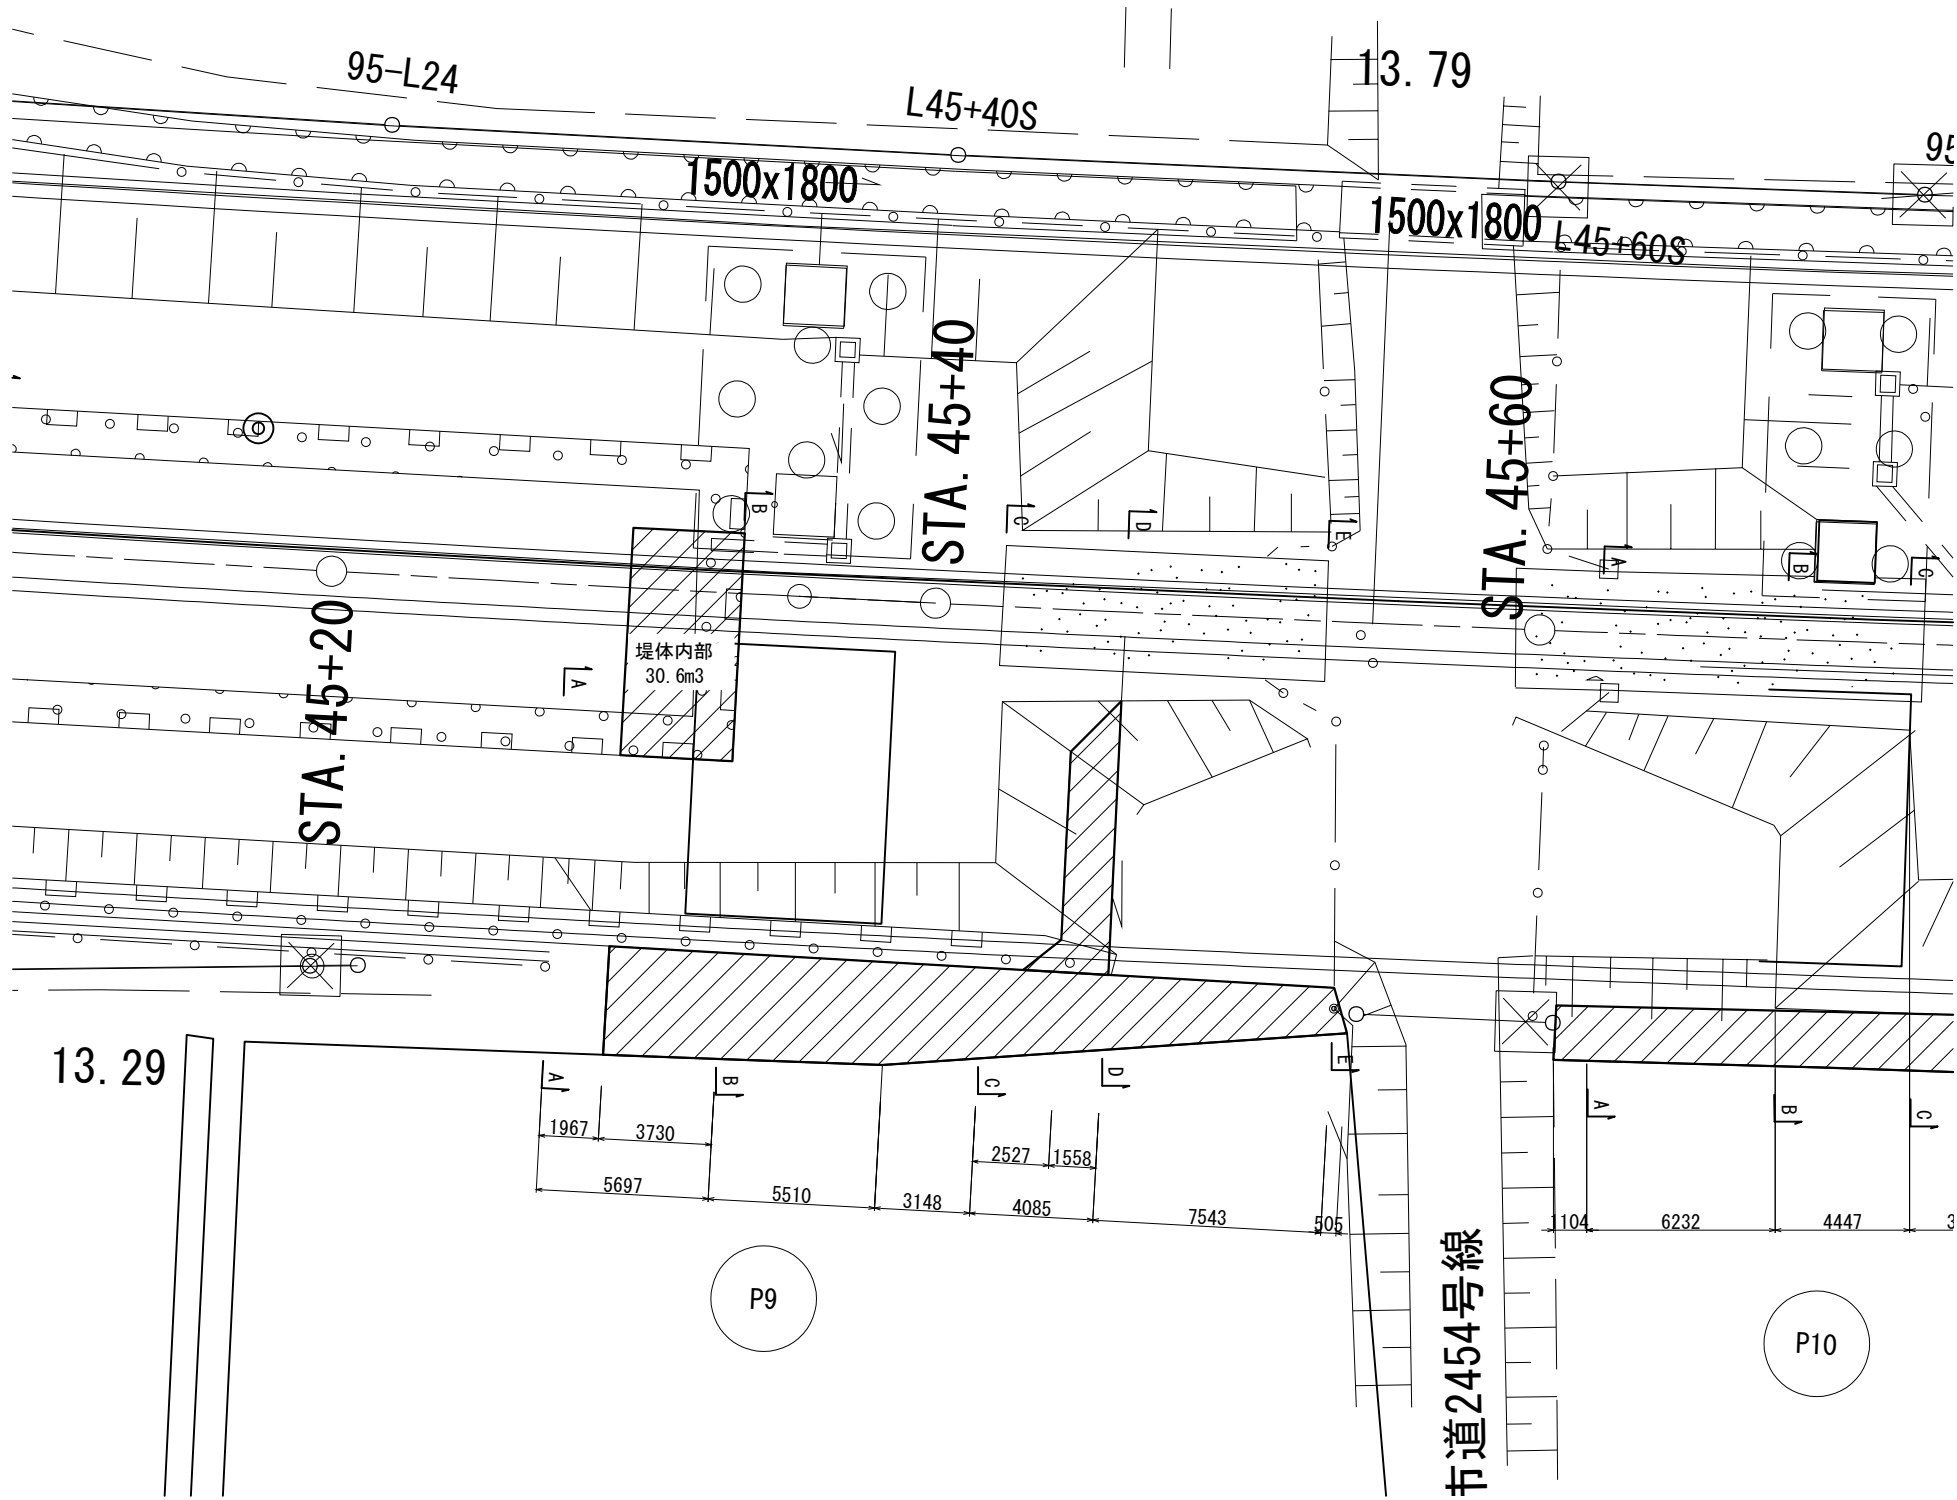 95-L24
L45+40S
13.79
95
1500x1800
1500x1800
L45+60S
STA. 45+40
STA. 45+60
B
C
D
E
A
B
C
STA. 45+20
堤体内部
30.6m3
A
13.29
A
B
C
D
E
A
B
C
1967
3730
2527
1558
5697
5510
3148
4085
7543
505
1104
6232
4447
3
市道2454号線
P9
P10